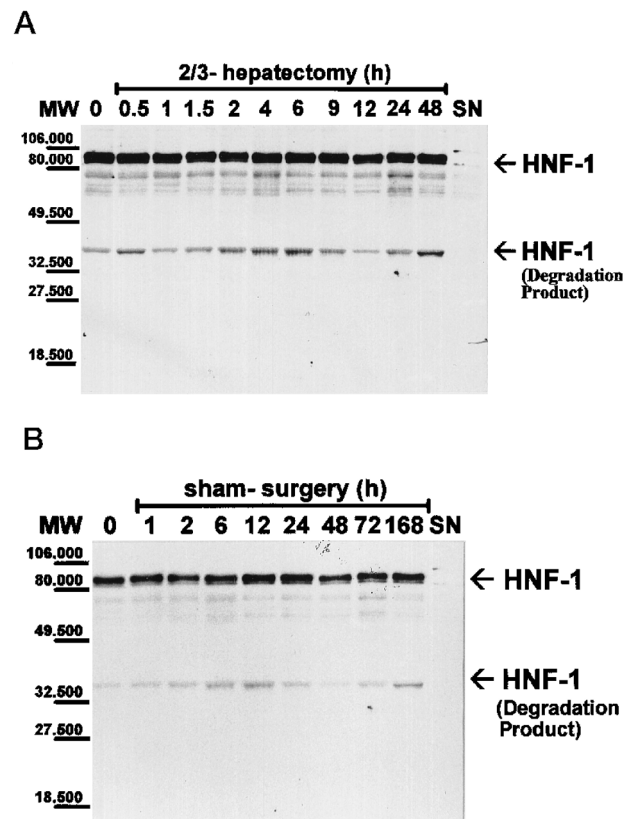 A
2/3- hepatectomy (h)
MW 0 0.5 1 1.5 2 4 6 9 12 24 48 SN
106.000
80.000
← HNF-1
49.500
← HNF-1
(Degradation
Product)
32.500
27.500
18.500
B
sham- surgery (h)
MW 0 1 2 6 12 24 48 72 168 SN
106.000
80.000
← HNF-1
49.500
← HNF-1
32.500
(Degradation
Product)
27.500
18.500